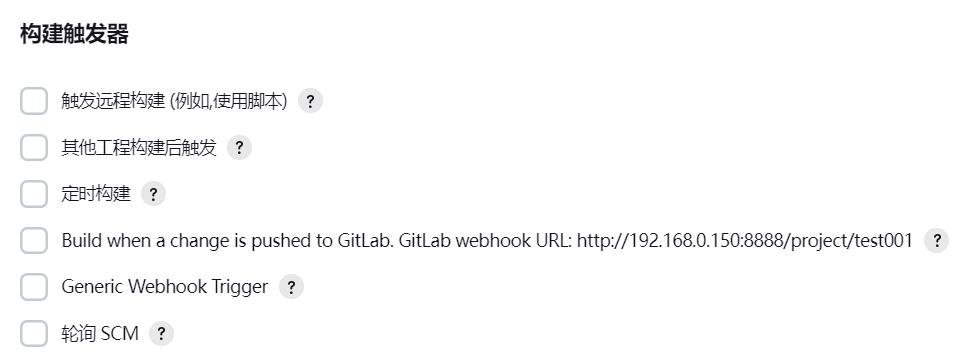 构建触发器
触发远程构建 (例如,使用脚本) ?
其他工程构建后触发 ?
定时构建 ?
Build when a change is pushed to GitLab. GitLab webhook URL: http://192.168.0.150:8888/project/test001 ?
Generic Webhook Trigger ?
轮询 SCM ?